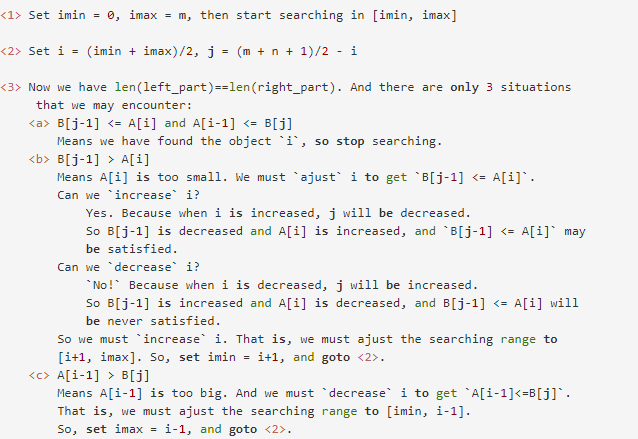 <1> Set imin = 0, imax = m, then start searching in [imin, imax]
<2> Set i = (imin + imax)/2, j = (m + n + 1)/2 - i
<3> Now we have len(left_part)==len(right_part). And there are only 3 situations
that we may encounter:
<a> B[j-1] <= A[i] and A[i-1] <= B[j]
Means we have found the object `i`, so stop searching.
<b> B[j-1] > A[i]
Means A[i] is too small. We must `ajust` i to get `B[j-1] <= A[i]`.
Can we `increase` i?
Yes. Because when i is increased, j will be decreased.
So B[j-1] is decreased and A[i] is increased, and `B[j-1] <= A[i]` may
be satisfied.
Can we `decrease` i?
`No!` Because when i is decreased, j will be increased.
So B[j-1] is increased and A[i] is decreased, and B[j-1] <= A[i] will
be never satisfied.
So we must `increase` i. That is, we must ajust the searching range to
[i+1, imax]. So, set imin = i+1, and goto <2>.
<c> A[i-1] > B[j]
Means A[i-1] is too big. And we must `decrease` i to get `A[i-1]<=B[j]`.
That is, we must ajust the searching range to [imin, i-1].
So, set imax = i-1, and goto <2>.